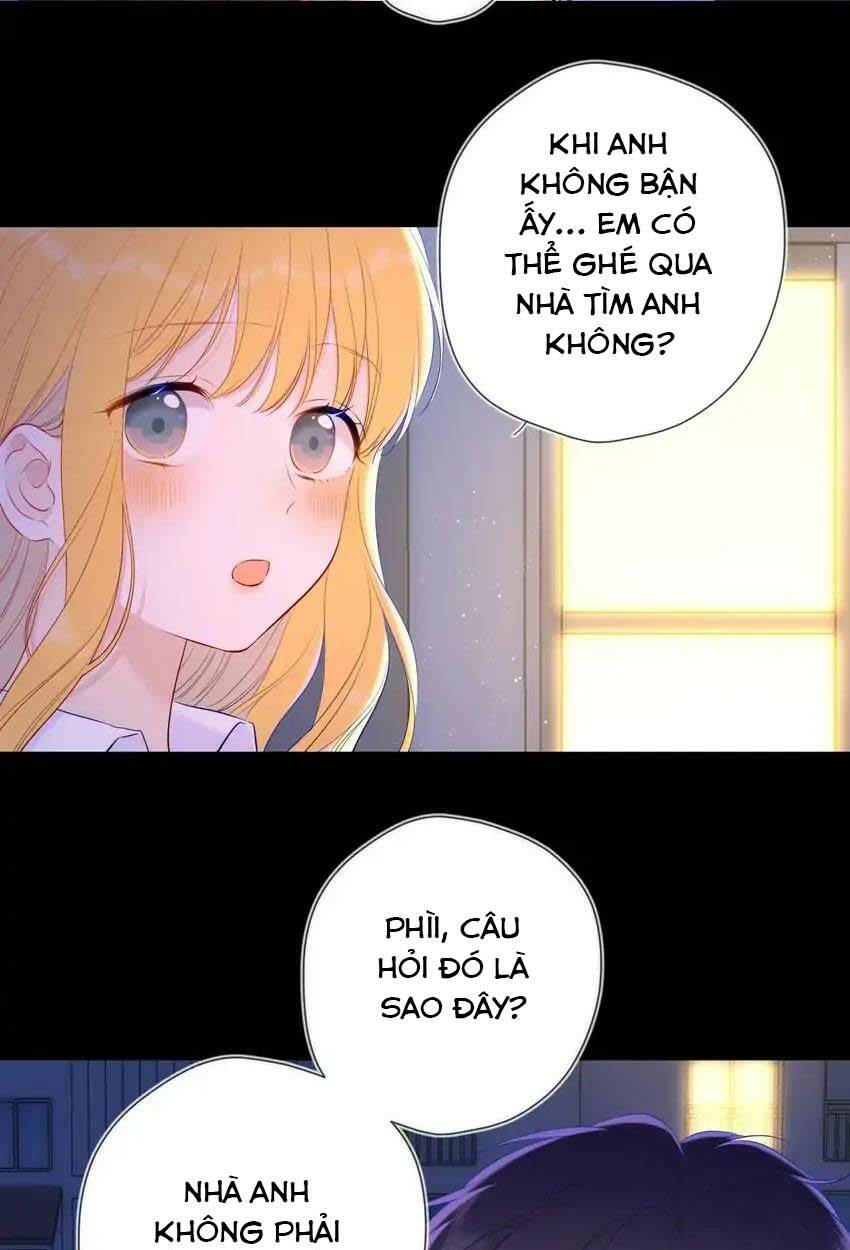 KHI ANH
KHÔNG BẬN
ẤY... EM CÓ
THỂ GHÉ QUA
NHÀ TÌM ANH
KHÔNG?
PHÌI, CÂU
HỎI ĐÓ LÀ
SAO ĐÂY?
NHÀ ANH
KHÔNG PHẢI